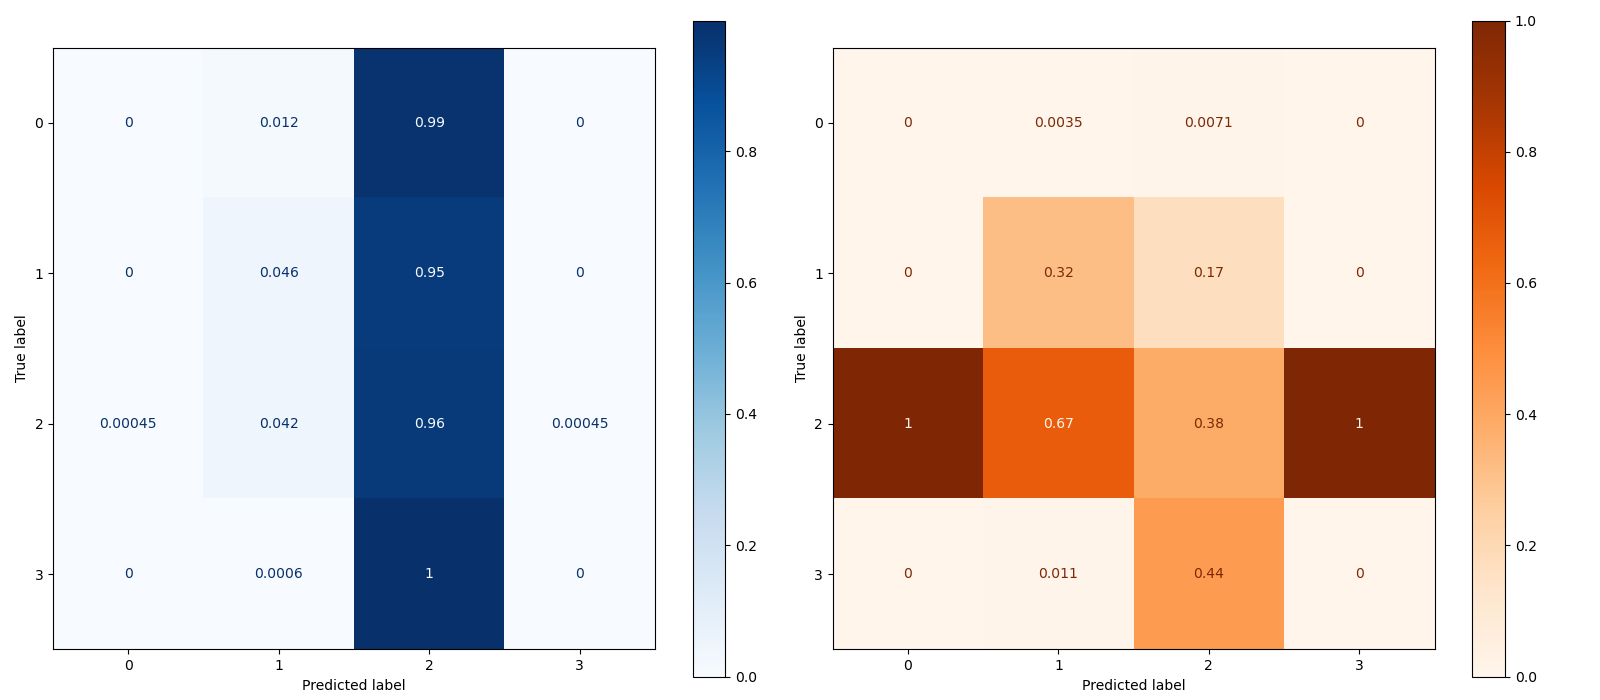 0 0 0.012 0.99 0
1 0 0.046 0.95 0
2 0.00045 0.042 0.96 0.00045
3 0 0.0006 1 0
0 1 2 3
True label
Predicted label
0.8
0.6
0.4
0.2
0.0
0 0 0.0035 0.0071 0
1 0 0.32 0.17 0
2 1 0.67 0.38 1
3 0 0.011 0.44 0
0 1 2 3
True label
Predicted label
1.0
0.8
0.6
0.4
0.2
0.0